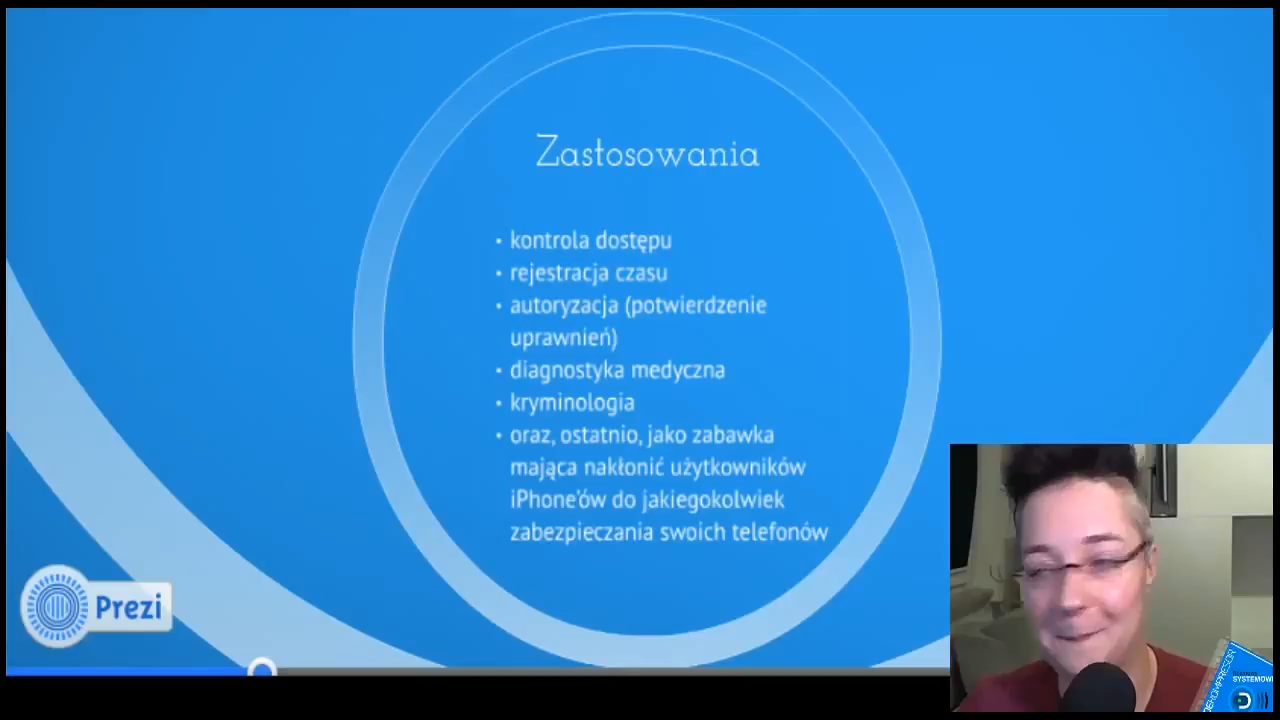 Zastosowania
• kontrola dostępu
• rejestracja czasu
• autoryzacja (potwierdzenie
uprawnień)
• diagnostyka medyczna
• kryminologia
• oraz, ostatnio, jako zabawka
mająca nakłonić użytkowników
iPhone'ów do jakiegokolwiek
zabezpieczania swoich telefonów
Prezi